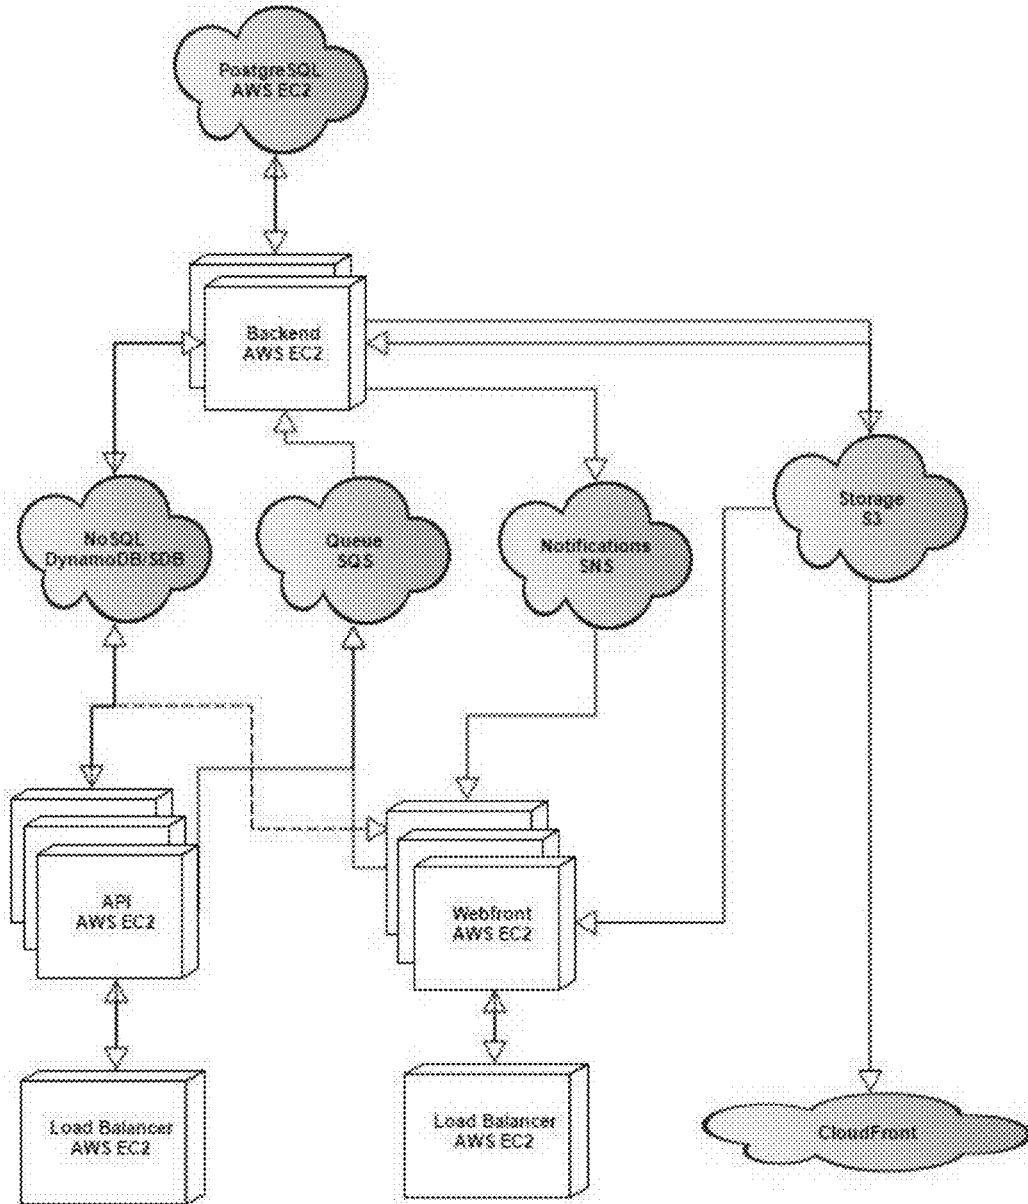 PostgreSQL
AWS EC2
Backend
AWS EC2
Storage
S3
NoSQL
DynamoDB/SDB
Queue
SQS
Notifications
SNS
API
AWS EC2
Webfront
AWS EC2
Load Balancer
AWS EC2
Load Balancer
AWS EC2
CloudFront